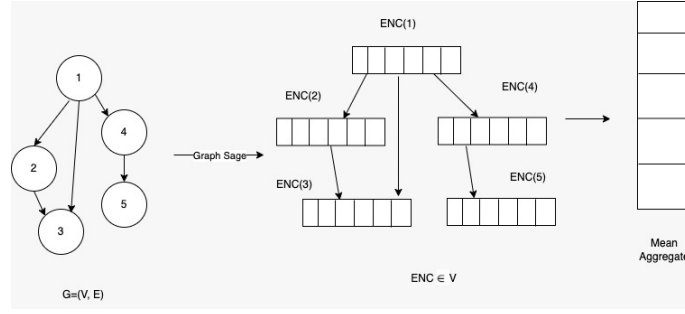 ENC(1)
1
ENC(2)
ENC(4)
4
Graph Sage
2
ENC(3)
ENC(5)
5
3
Mean
Aggregate
ENC ∈ V
G=(V, E)